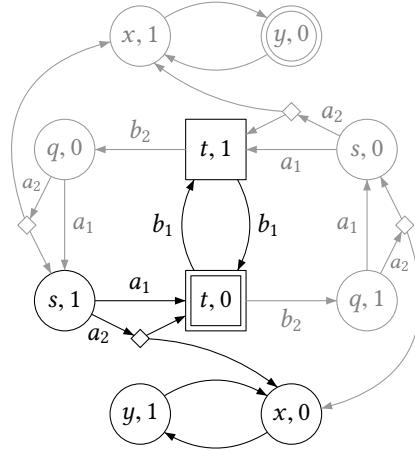 x, 1
y, 0
a₂
q, 0
b₂
t, 1
a₁
s, 0
a₂
a₁
b₁
b₁
a₁
a₂
s, 1
a₁
a₂
t, 0
b₂
q, 1
y, 1
x, 0